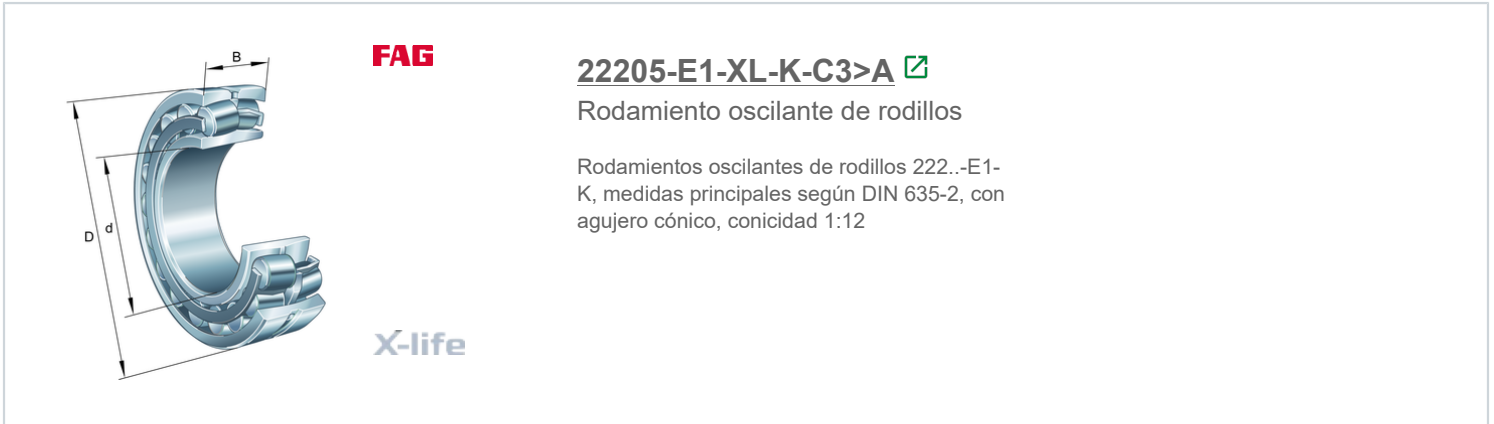 B
FAG
22205-E1-XL-K-C3>A
Rodamiento oscilante de rodillos
Rodamientos oscilantes de rodillos 222..-E1-
K, medidas principales según DIN 635-2, con
agujero cónico, conicidad 1:12
D
d
X-life